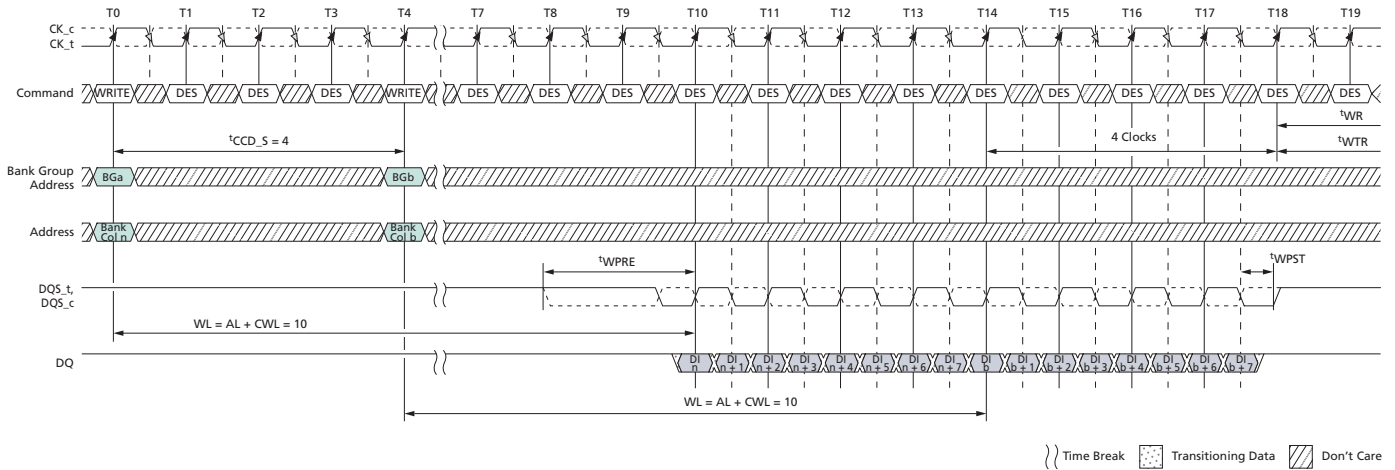 T0 T1 T2 T3 T4 T7 T8 T9 T10 T11 T12 T13 T14 T15 T16 T17 T18 T19
CK_c
CK_t
Command WRITE DES DES DES WRITE DES DES DES DES DES DES DES DES DES DES DES DES DES
tWR
tCCD_S = 4 4 Clocks tWTR
Bank Group
Address BGa BGb
Address Bank
Col n Bank
Col b
tWPRE tWPST
DQS_t,
DQS_c
WL = AL + CWL = 10
DQ DI
n DI
n + 1 DI
n + 2 DI
n + 3 DI
n + 4 DI
n + 5 DI
n + 6 DI
n + 7 DI
b DI
b + 1 DI
b + 2 DI
b + 3 DI
b + 4 DI
b + 5 DI
b + 6 DI
b + 7
WL = AL + CWL = 10
Time Break Transitioning Data Don't Care